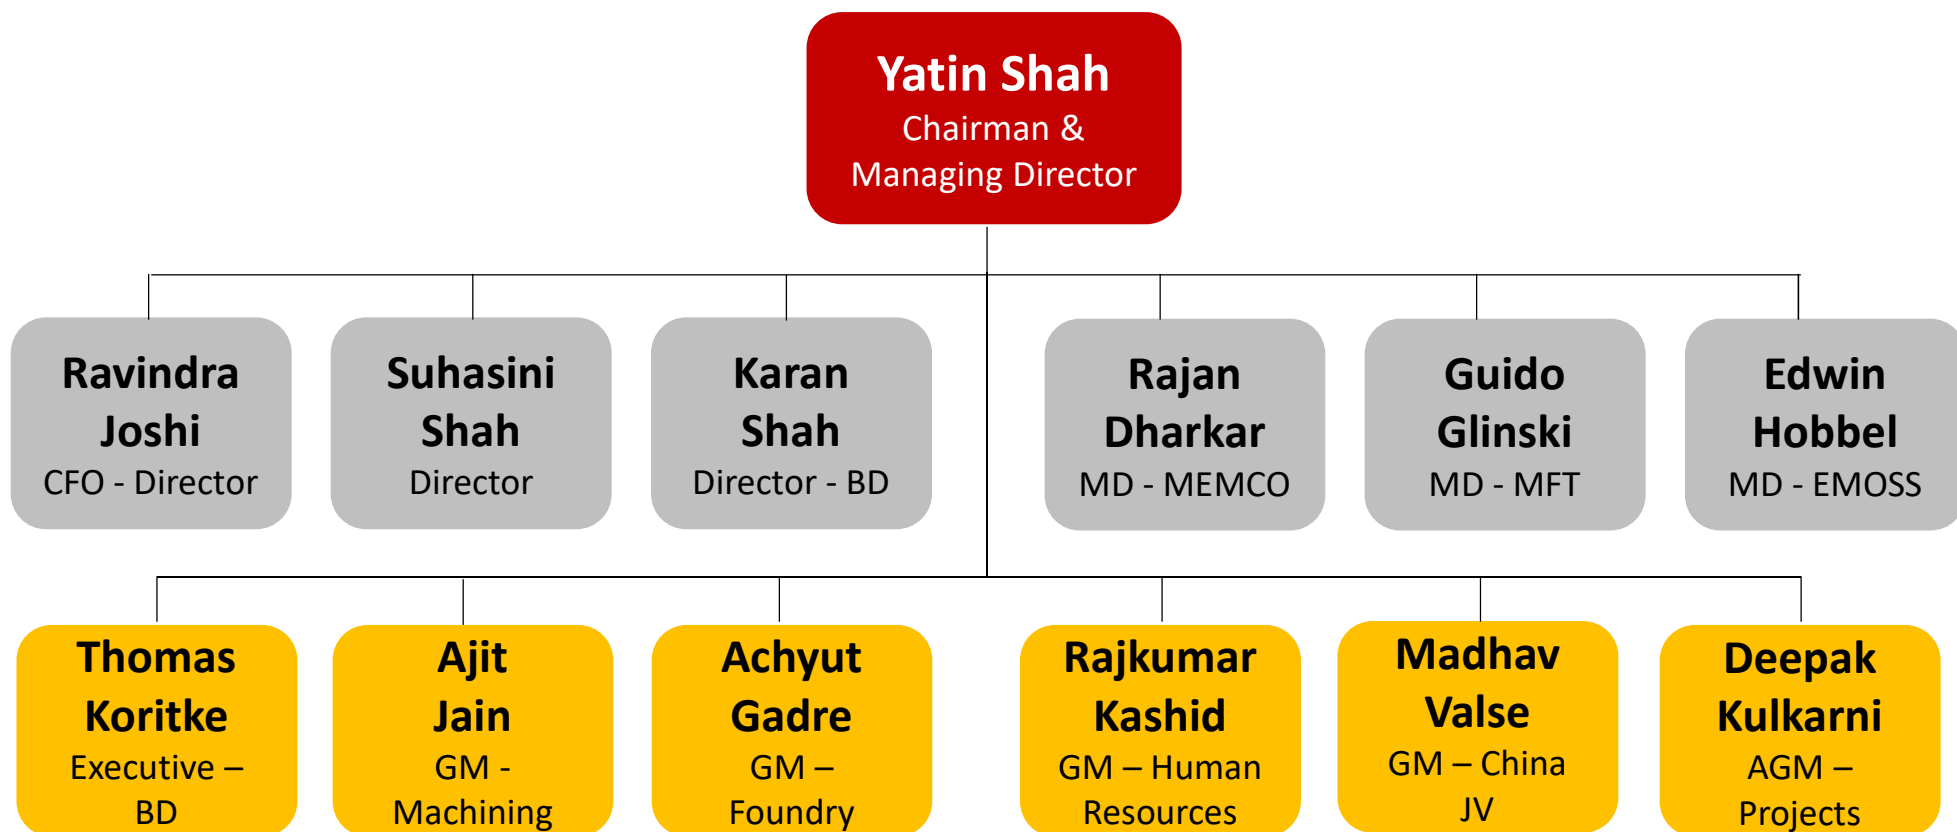 Yatin Shah
Chairman &
Managing Director
Ravindra
Joshi
CFO - Director
Suhasini
Shah
Director
Karan
Shah
Director - BD
Rajan
Dharkar
MD - MEMCO
Guido
Glinski
MD - MFT
Edwin
Hobbel
MD - EMOSS
Thomas
Koritke
Executive –
BD
Ajit
Jain
GM -
Machining
Achyut
Gadre
GM –
Foundry
Rajkumar
Kashid
GM – Human
Resources
Madhav
Valse
GM – China
JV
Deepak
Kulkarni
AGM –
Projects